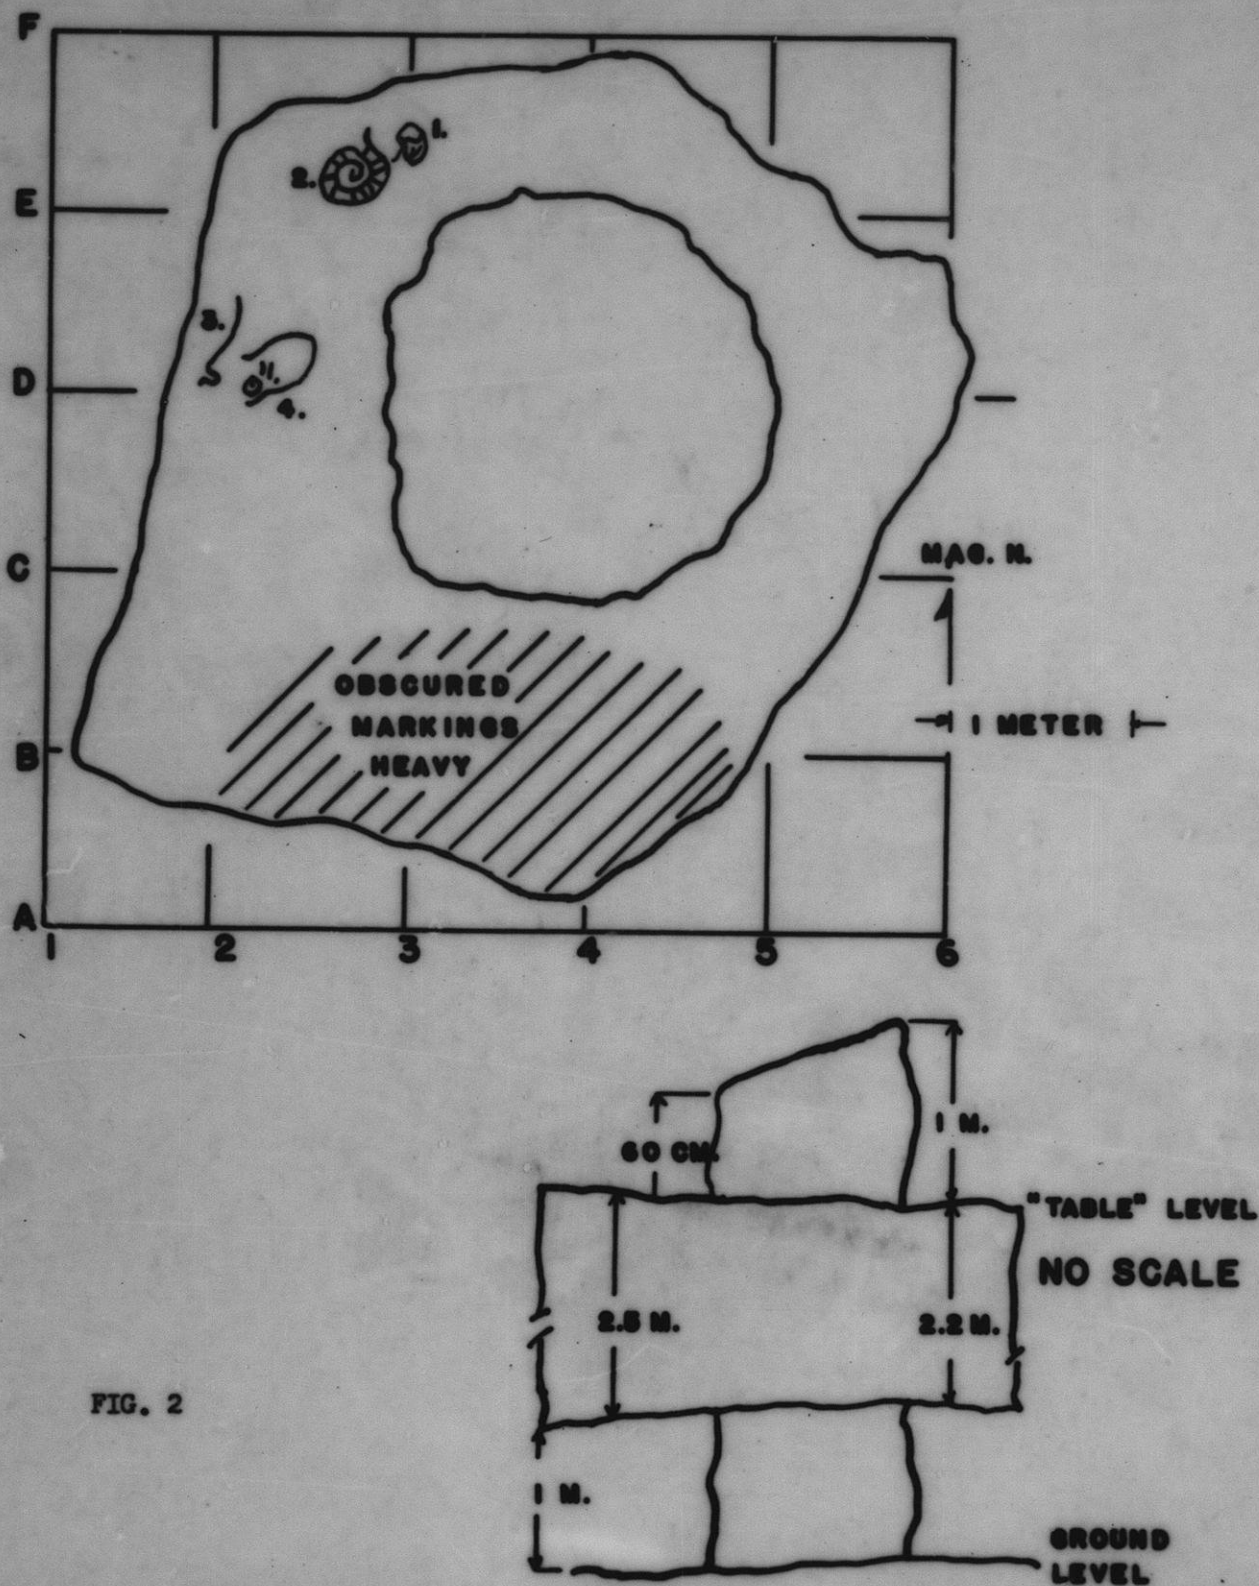 F
1.
2.
E
3.
D
11.
4.
C
MAG. N.
OBSCURED
MARKINGS
HEAVY
1 METER
B
A
1 2 3 4 5 6
1 M.
60 CM.
"TABLE" LEVEL
NO SCALE
2.5 M.
2.2 M.
FIG. 2
1 M.
GROUND
LEVEL